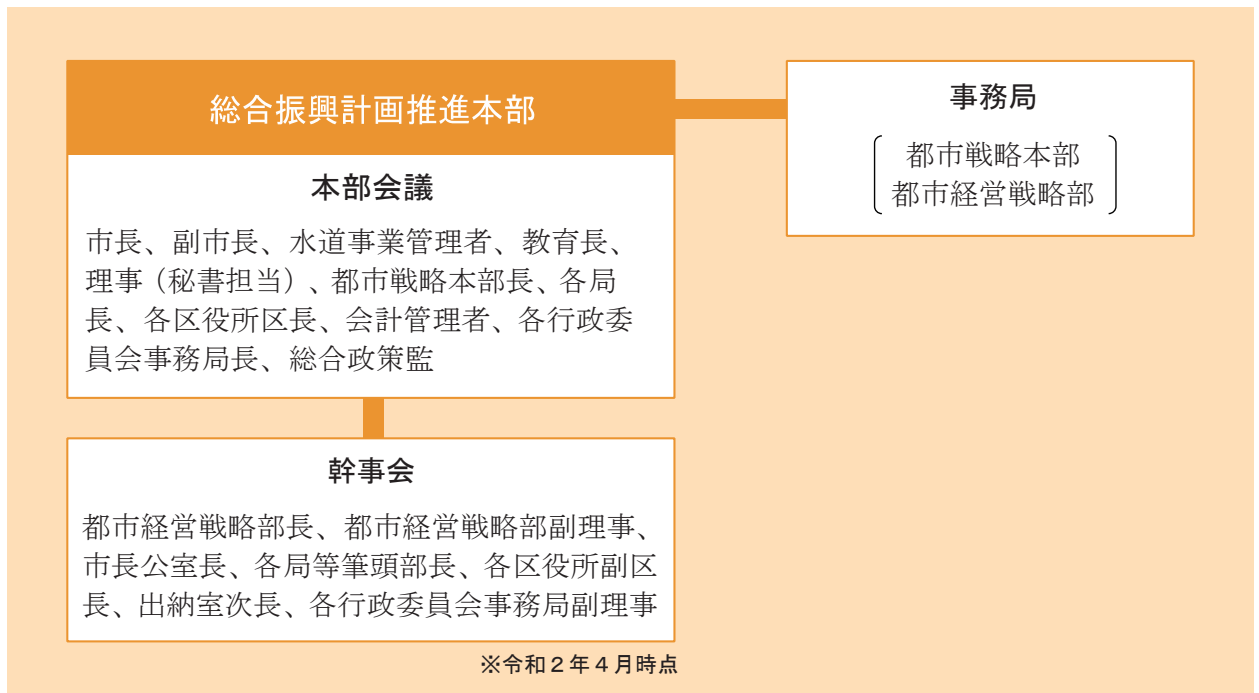 総合振興計画推進本部
本部会議
市長、副市長、水道事業管理者、教育長、
理事（秘書担当）、都市戦略本部長、各局
長、各区役所区長、会計管理者、各行政委
員会事務局長、総合政策監
事務局
都市戦略本部
都市経営戦略部
幹事会
都市経営戦略部長、都市経営戦略部副理事、
市長公室長、各局等筆頭部長、各区役所副区
長、出納室次長、各行政委員会事務局副理事
※令和２年４月時点